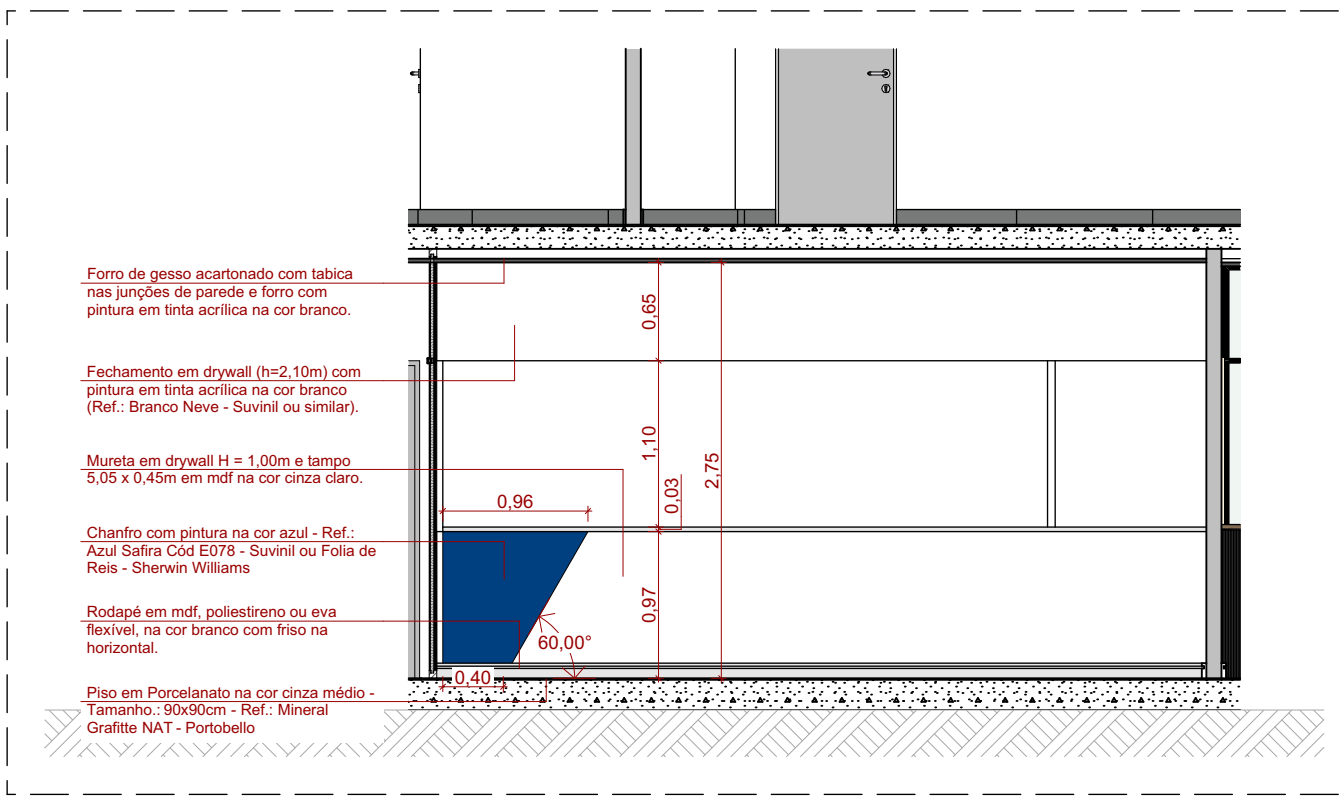 Forro de gesso acartonado com tabica
nas junções de parede e forro com
pintura em tinta acrílica na cor branco.
0,65
Fechamento em drywall (h=2,10m) com
pintura em tinta acrílica na cor branco
(Ref.: Branco Neve - Suvinil ou similar).
1,10
2,75
Mureta em drywall H = 1,00m e tampo
5,05 x 0,45m em mdf na cor cinza claro.
0,03
0,96
Chanfro com pintura na cor azul - Ref.:
Azul Safira Cód E078 - Suvinil ou Folia de
Reis - Sherwin Williams
0,97
Rodapé em mdf, poliestireno ou eva
flexível, na cor branco com friso na
horizontal.
60,00°
0,40
Piso em Porcelanato na cor cinza médio -
Tamanho.: 90x90cm - Ref.: Mineral
Grafitte NAT - Portobello